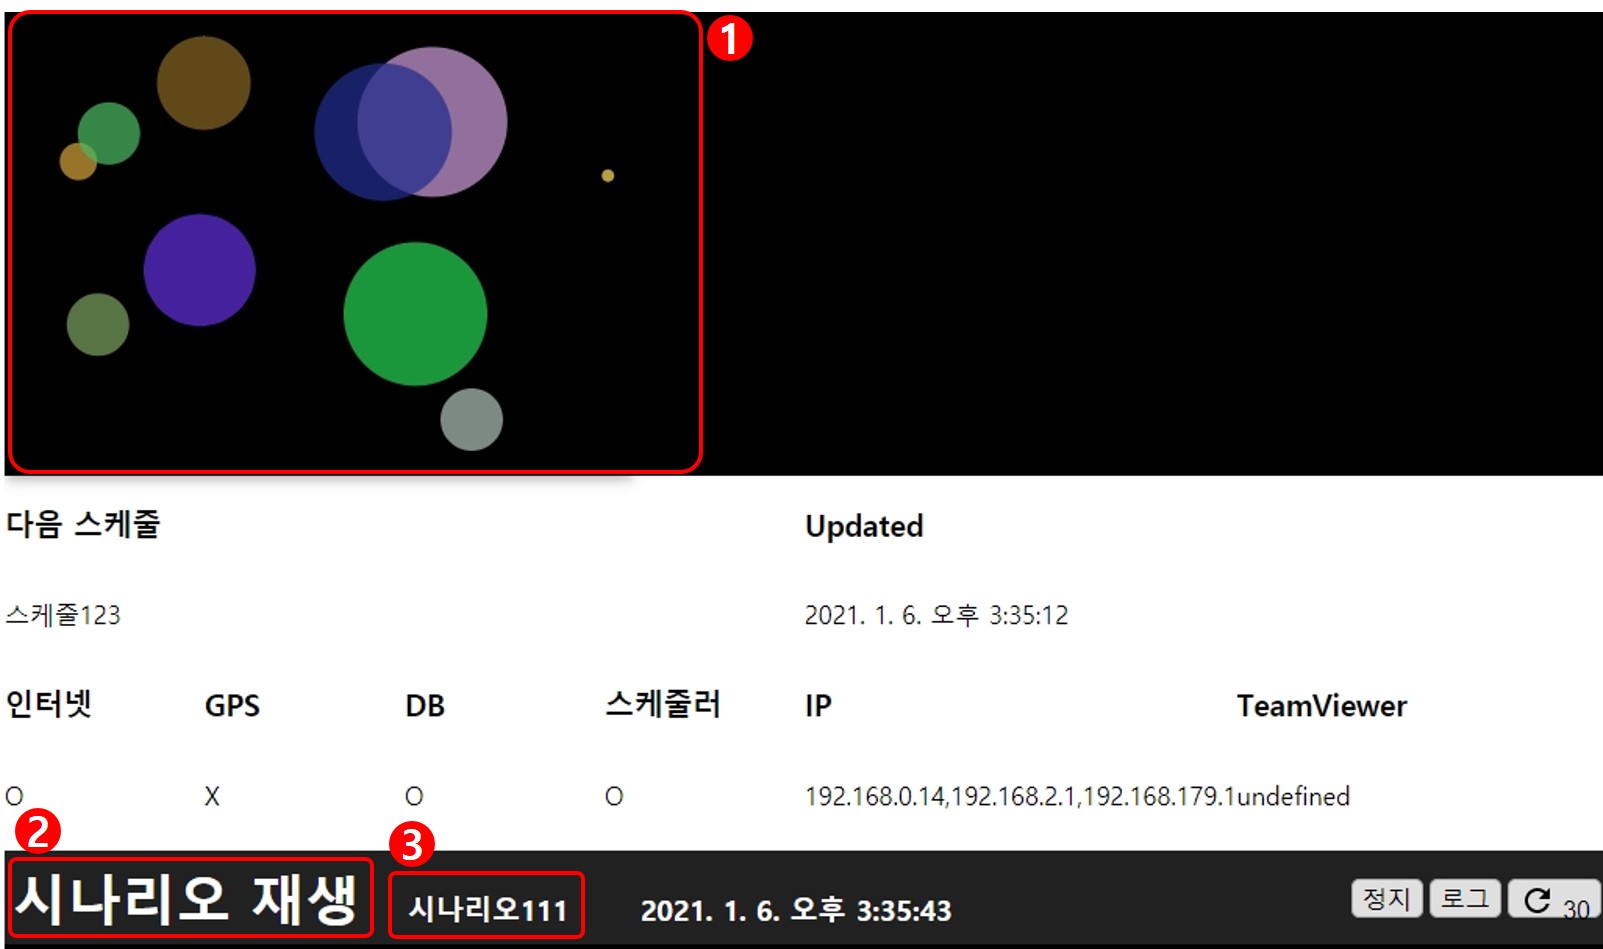 1
다음 스케줄 Updated
스케줄123 2021. 1. 6. 오후 3:35:12
인터넷 GPS DB 스케줄러 IP TeamViewer
O X O O 192.168.0.14,192.168.2.1,192.168.179.1undefined
2 3
시나리오 재생 시나리오111 2021. 1. 6. 오후 3:35:43 정지 로그 30